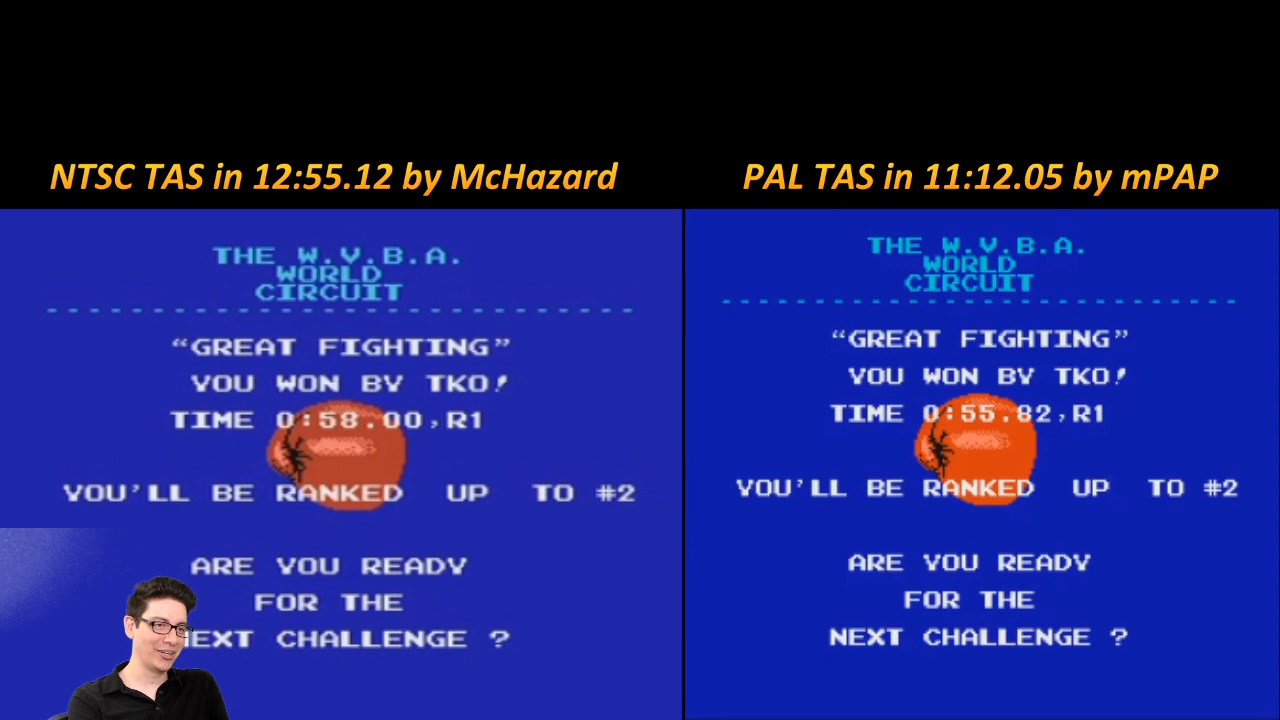 NTSC TAS in 12:55.12 by McHazard
THE W.V.B.A.
WORLD
CIRCUIT
"GREAT FIGHTING"
YOU WON BY TKO!
TIME 0:58.00,R1
YOU'LL BE RANKED UP TO #2
ARE YOU READY
FOR THE
NEXT CHALLENGE ?
PAL TAS in 11:12.05 by mPAP
THE W.V.B.A.
WORLD
CIRCUIT
"GREAT FIGHTING"
YOU WON BY TKO!
TIME 0:55.82,R1
YOU'LL BE RANKED UP TO #2
ARE YOU READY
FOR THE
NEXT CHALLENGE ?